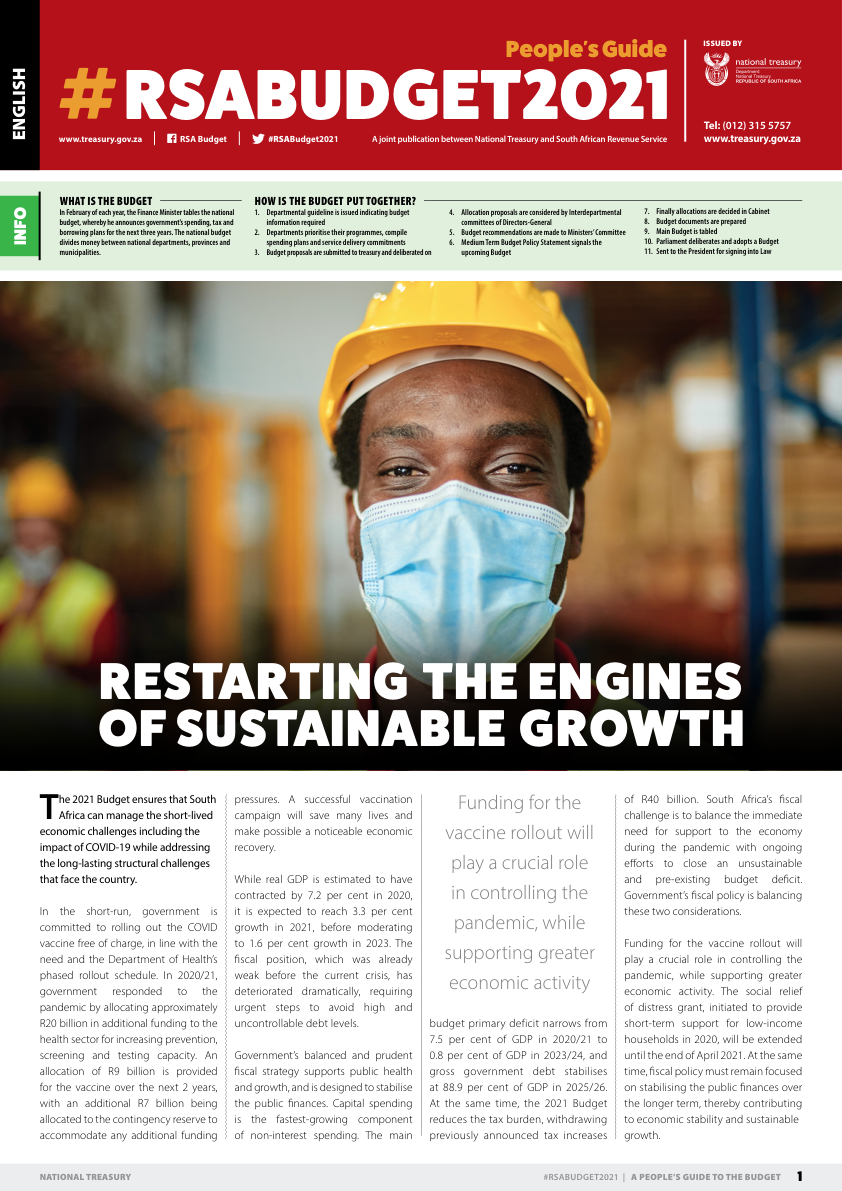 ENGLISH
People's Guide
#RSABUDGET2021
www.treasury.gov.za
RSA Budget
#RSABudget2021
A joint publication between National Treasury and South African Revenue Service
ISSUED BY
national treasury
Department:
National Treasury
REPUBLIC OF SOUTH AFRICA
Tel: (012) 315 5757
www.treasury.gov.za
INFO
WHAT IS THE BUDGET
In February of each year, the Finance Minister tables the national
budget, whereby he announces government's spending, tax and
borrowing plans for the next three years. The national budget
divides money between national departments, provinces and
municipalities.
HOW IS THE BUDGET PUT TOGETHER?
1. Departmental guideline is issued indicating budget
information required
2. Departments prioritise their programmes, compile
spending plans and service delivery commitments
3. Budget proposals are submitted to treasury and deliberated on
4. Allocation proposals are considered by Interdepartmental
committees of Directors-General
5. Budget recommendations are made to Ministers' Committee
6. Medium Term Budget Policy Statement signals the
upcoming Budget
7. Finally allocations are decided in Cabinet
8. Budget documents are prepared
9. Main Budget is tabled
10. Parliament deliberates and adopts a Budget
11. Sent to the President for signing into Law
RESTARTING THE ENGINES
OF SUSTAINABLE GROWTH
The 2021 Budget ensures that South
Africa can manage the short-lived
economic challenges including the
impact of COVID-19 while addressing
the long-lasting structural challenges
that face the country.
In the short-run, government is
committed to rolling out the COVID
vaccine free of charge, in line with the
need and the Department of Health's
phased rollout schedule. In 2020/21,
government responded to the
pandemic by allocating approximately
R20 billion in additional funding to the
health sector for increasing prevention,
screening and testing capacity. An
allocation of R9 billion is provided
for the vaccine over the next 2 years,
with an additional R7 billion being
allocated to the contingency reserve to
accommodate any additional funding
pressures. A successful vaccination
campaign will save many lives and
make possible a noticeable economic
recovery.
While real GDP is estimated to have
contracted by 7.2 per cent in 2020,
it is expected to reach 3.3 per cent
growth in 2021, before moderating
to 1.6 per cent growth in 2023. The
fiscal position, which was already
weak before the current crisis, has
deteriorated dramatically, requiring
urgent steps to avoid high and
uncontrollable debt levels.
Government's balanced and prudent
fiscal strategy supports public health
and growth, and is designed to stabilise
the public finances. Capital spending
is the fastest-growing component
of non-interest spending. The main
Funding for the
vaccine rollout will
play a crucial role
in controlling the
pandemic, while
supporting greater
economic activity
budget primary deficit narrows from
7.5 per cent of GDP in 2020/21 to
0.8 per cent of GDP in 2023/24, and
gross government debt stabilises
at 88.9 per cent of GDP in 2025/26.
At the same time, the 2021 Budget
reduces the tax burden, withdrawing
previously announced tax increases
of R40 billion. South Africa's fiscal
challenge is to balance the immediate
need for support to the economy
during the pandemic with ongoing
efforts to close an unsustainable
and pre-existing budget deficit.
Government's fiscal policy is balancing
these two considerations.
Funding for the vaccine rollout will
play a crucial role in controlling the
pandemic, while supporting greater
economic activity. The social relief
of distress grant, initiated to provide
short-term support for low-income
households in 2020, will be extended
until the end of April 2021. At the same
time, fiscal policy must remain focused
on stabilising the public finances over
the longer term, thereby contributing
to economic stability and sustainable
growth.
NATIONAL TREASURY
#RSABUDGET2021 | A PEOPLE'S GUIDE TO THE BUDGET 1